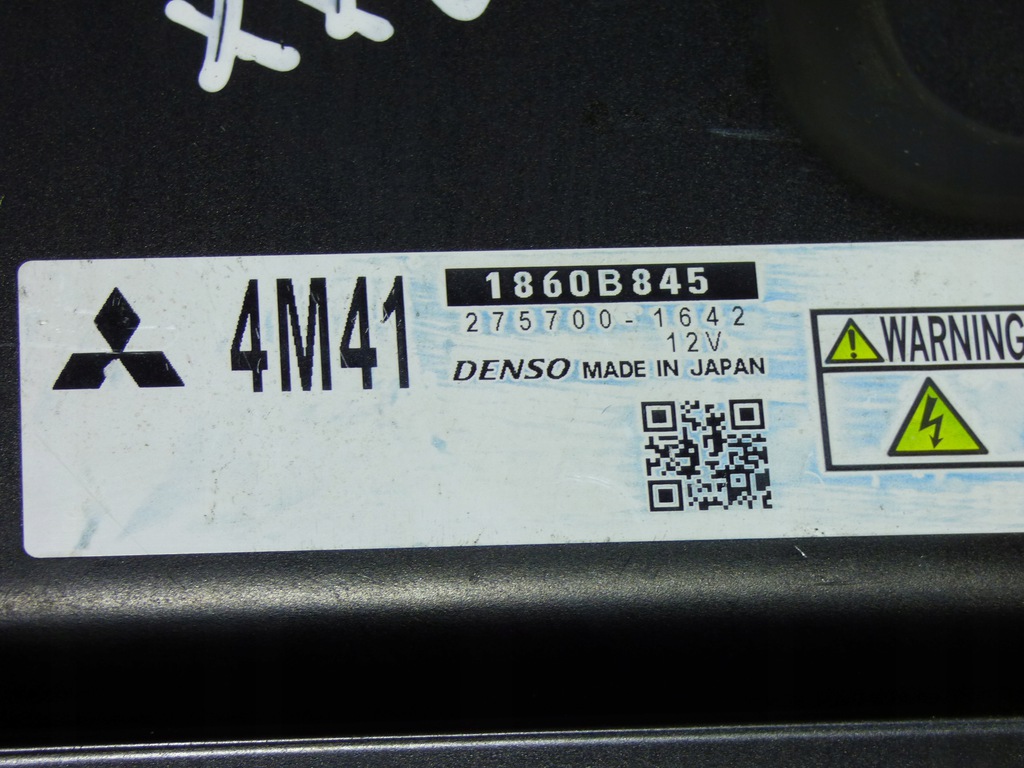 4M41
1860B845
275700-1642
12V
DENSO MADE IN JAPAN
WARNING